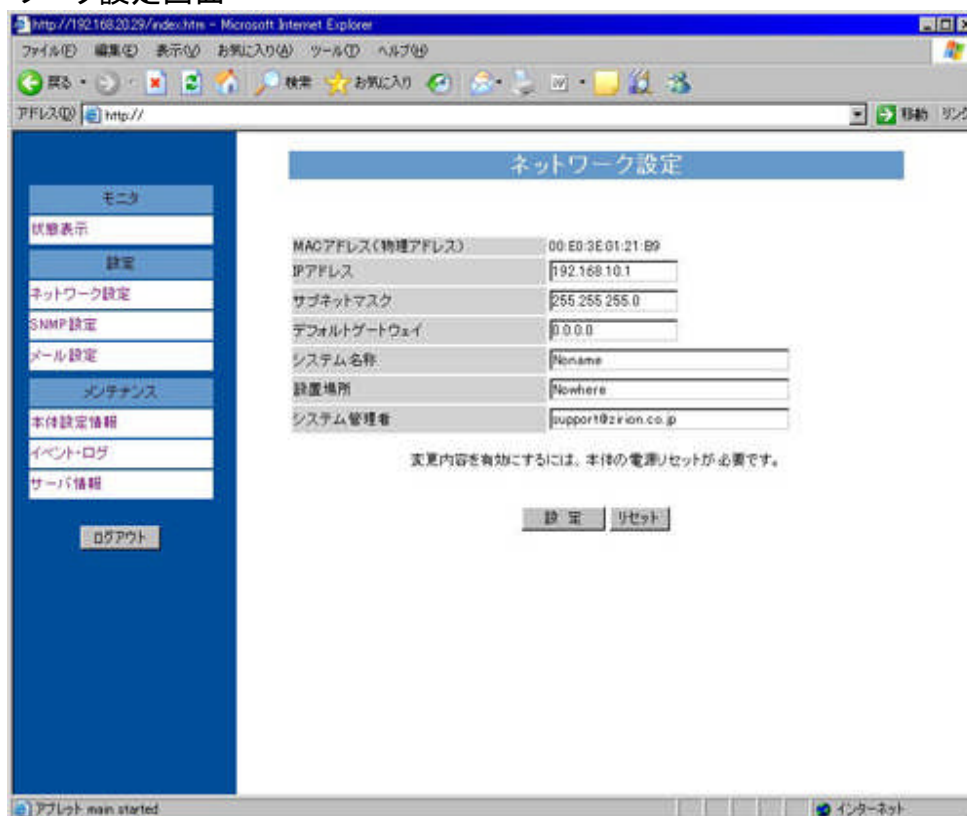 ワーク設定画面
http://192.168.20.29/index.htm - Microsoft Internet Explorer
ファイル(F) 編集(E) 表示(V) お気に入り(A) ツール(T) ヘルプ(H)
戻る 検索 お気に入り
アドレス(D) http:// 移動 リンク
ネットワーク設定
モニタ
状態表示
設定
ネットワーク設定
SNMP設定
メール設定
メンテナンス
本体設定情報
イベント・ログ
サーバ情報
ログアウト
MACアドレス(物理アドレス) 00:E0:3E:01:21:B9
IPアドレス 192.168.10.1
サブネットマスク 255.255.255.0
デフォルトゲートウェイ 0.0.0.0
システム名称 Noname
設置場所 Nowhere
システム管理者 support@zirion.co.jp
変更内容を有効にするには、本体の電源リセットが必要です。
設 定 リセット
アプレット main started インターネット